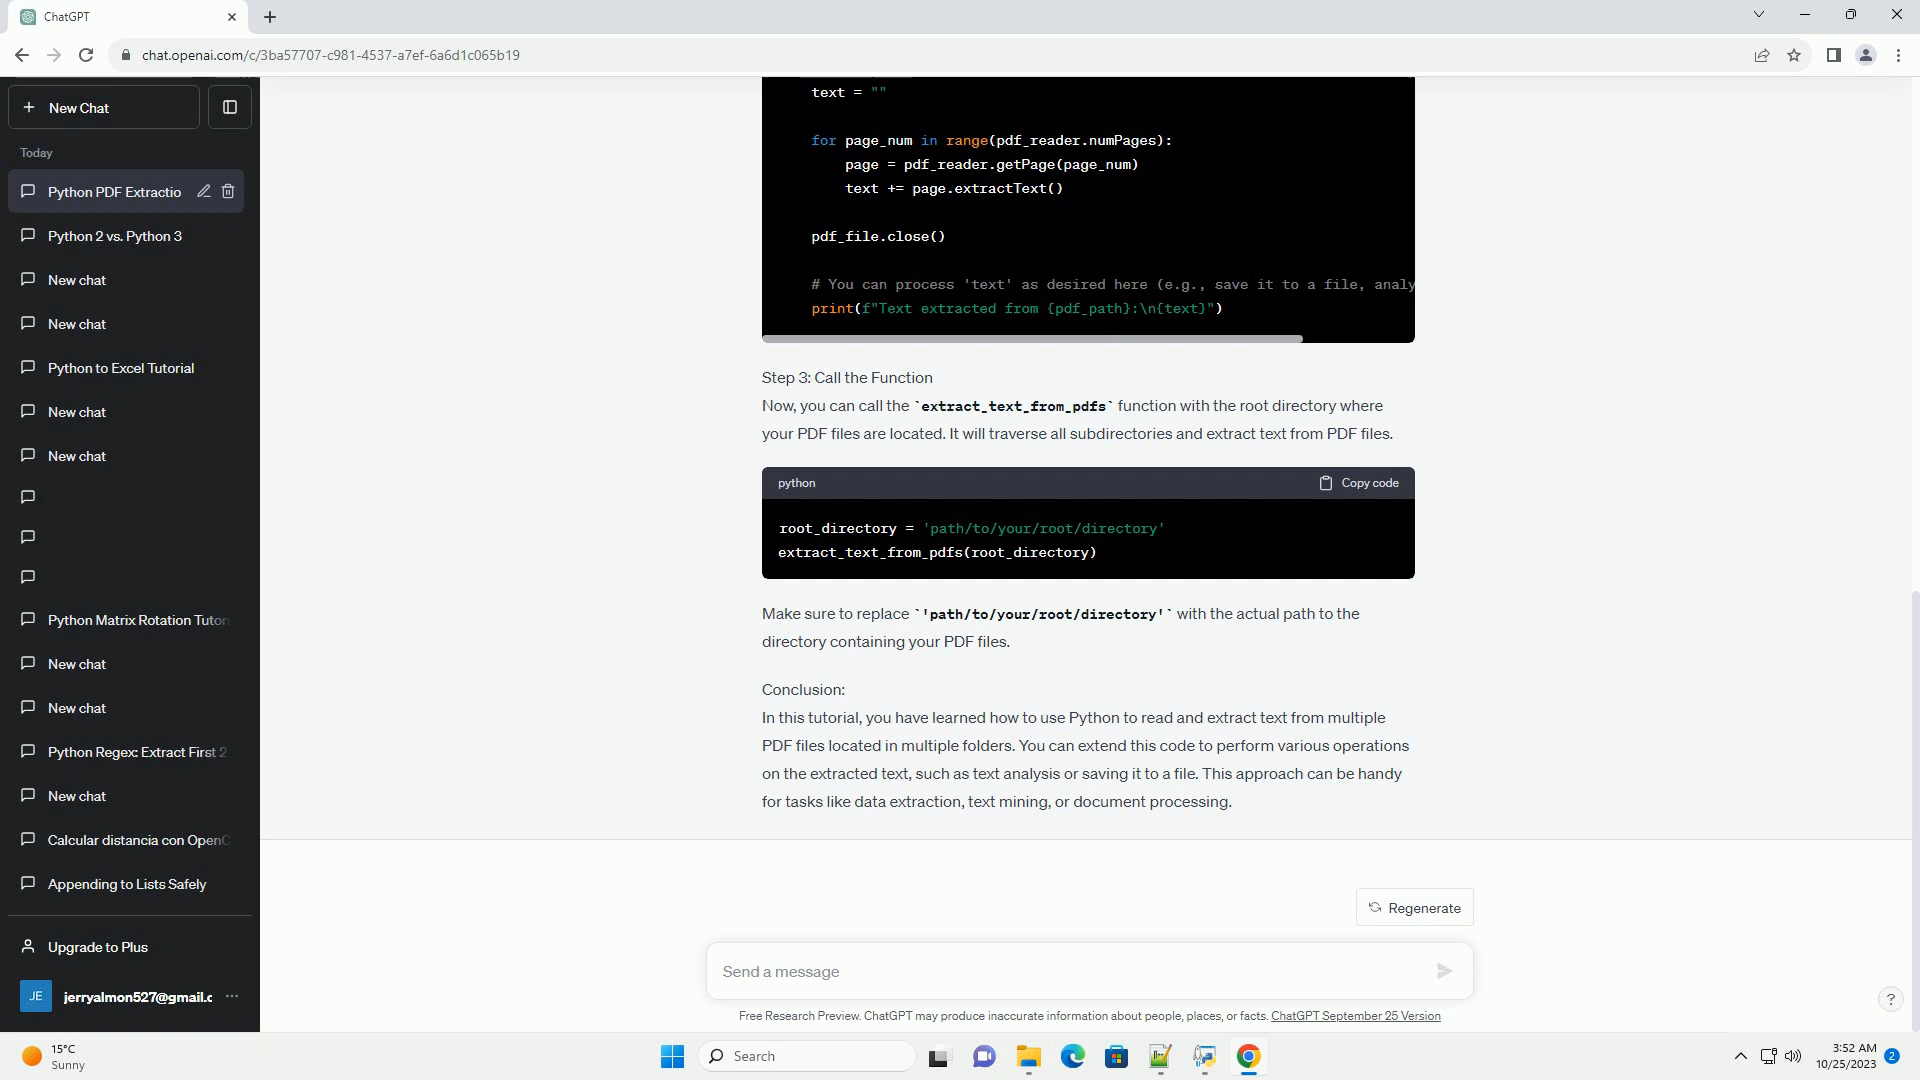 ChatGPT
chat.openai.com/c/3ba57707-c981-4537-a7ef-6a6d1c065b19
New Chat
Today
Python PDF Extractio
Python 2 vs. Python 3
New chat
New chat
Python to Excel Tutorial
New chat
New chat
Python Matrix Rotation Tutor
New chat
New chat
Python Regex: Extract First 2
New chat
Calcular distancia con OpenC
Appending to Lists Safely
Upgrade to Plus
JE jerryalmon527@gmail.c ...
text = ""
for page_num in range(pdf_reader.numPages):
page = pdf_reader.getPage(page_num)
text += page.extractText()
pdf_file.close()
# You can process 'text' as desired here (e.g., save it to a file, analy
print(f"Text extracted from {pdf_path}:\n{text}")
Step 3: Call the Function
Now, you can call the `extract_text_from_pdfs` function with the root directory where
your PDF files are located. It will traverse all subdirectories and extract text from PDF files.
python Copy code
root_directory = 'path/to/your/root/directory'
extract_text_from_pdfs(root_directory)
Make sure to replace `'path/to/your/root/directory'` with the actual path to the
directory containing your PDF files.
Conclusion:
In this tutorial, you have learned how to use Python to read and extract text from multiple
PDF files located in multiple folders. You can extend this code to perform various operations
on the extracted text, such as text analysis or saving it to a file. This approach can be handy
for tasks like data extraction, text mining, or document processing.
Regenerate
Send a message
Free Research Preview. ChatGPT may produce inaccurate information about people, places, or facts. ChatGPT September 25 Version
?
15°C
Sunny
Search
3:52 AM
10/25/2023
2